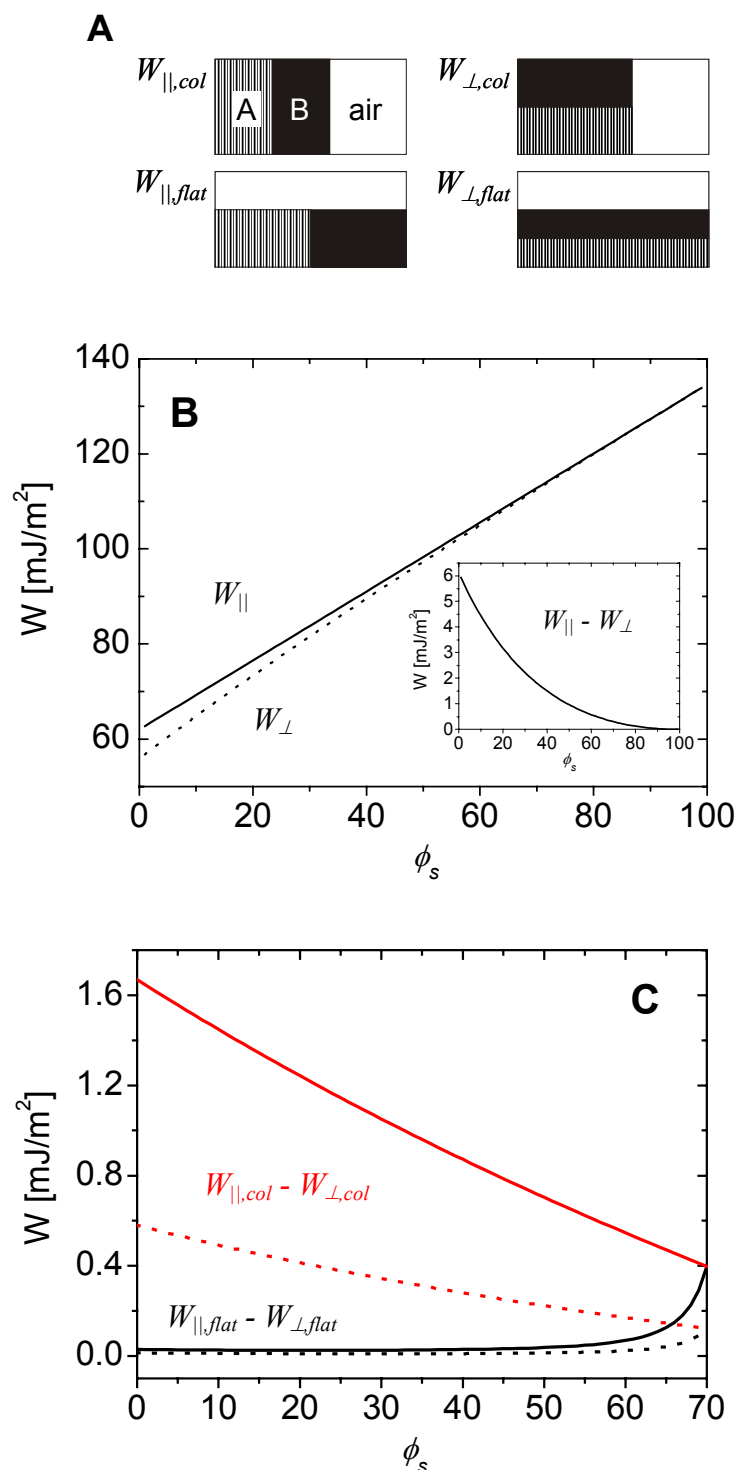 A
W||,col
W⊥,col
A B air
W||,flat
W⊥,flat
B
W [mJ/m²]
140
120
100
80
60
W||
W⊥
0 20 40 60 80 100
ϕs
W [mJ/m²]
6
5
4
3
2
1
0
W|| - W⊥
0 20 40 60 80 100
ϕs
C
W [mJ/m²]
1.6
1.2
0.8
0.4
0.0
W||,col - W⊥,col
W||,flat - W⊥,flat
0 10 20 30 40 50 60 70
ϕs